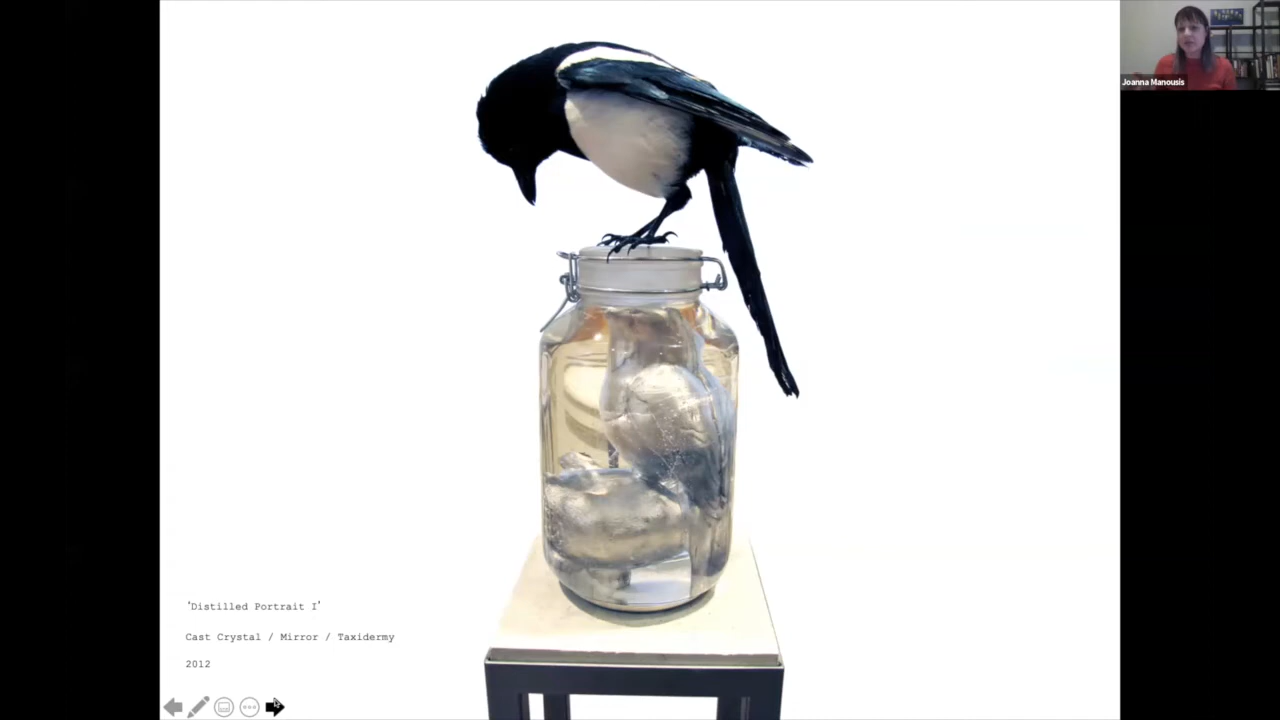 Joanna Manousis
'Distilled Portrait I'
Cast Crystal / Mirror / Taxidermy
2012